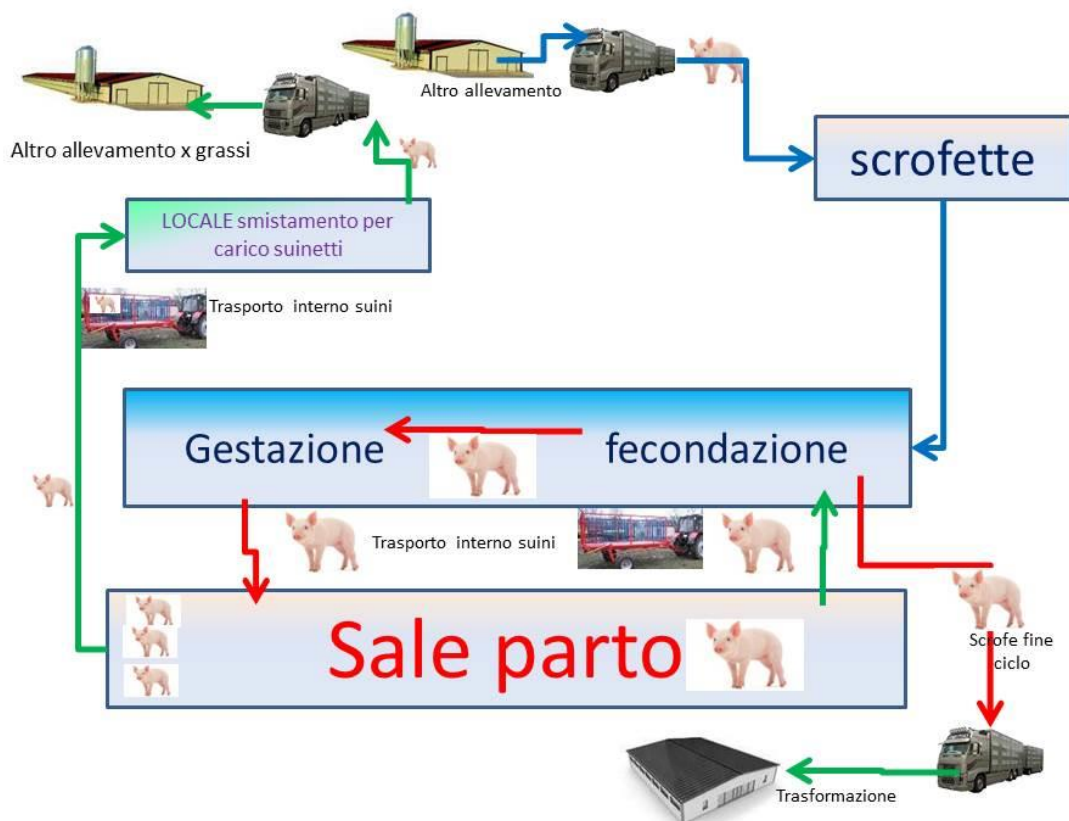 Altro allevamento
Altro allevamento x grassi
scrofette
LOCALE smistamento per
carico suinetti
Trasporto interno suini
Gestazione
fecondazione
Trasporto interno suini
Sale parto
Scrofe fine
ciclo
Trasformazione